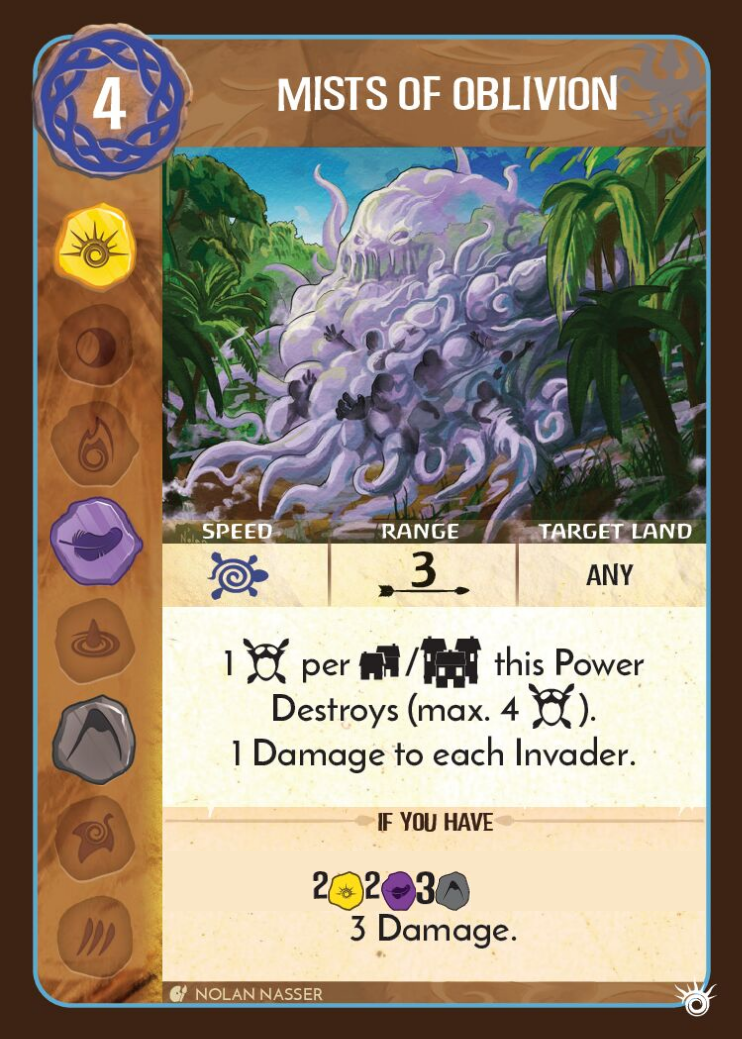 4
MISTS OF OBLIVION
SPEED RANGE TARGET LAND
3 ANY
1 per / this Power
Destroys (max. 4 ).
1 Damage to each Invader.
IF YOU HAVE
2 2 3
3 Damage.
NOLAN NASSER